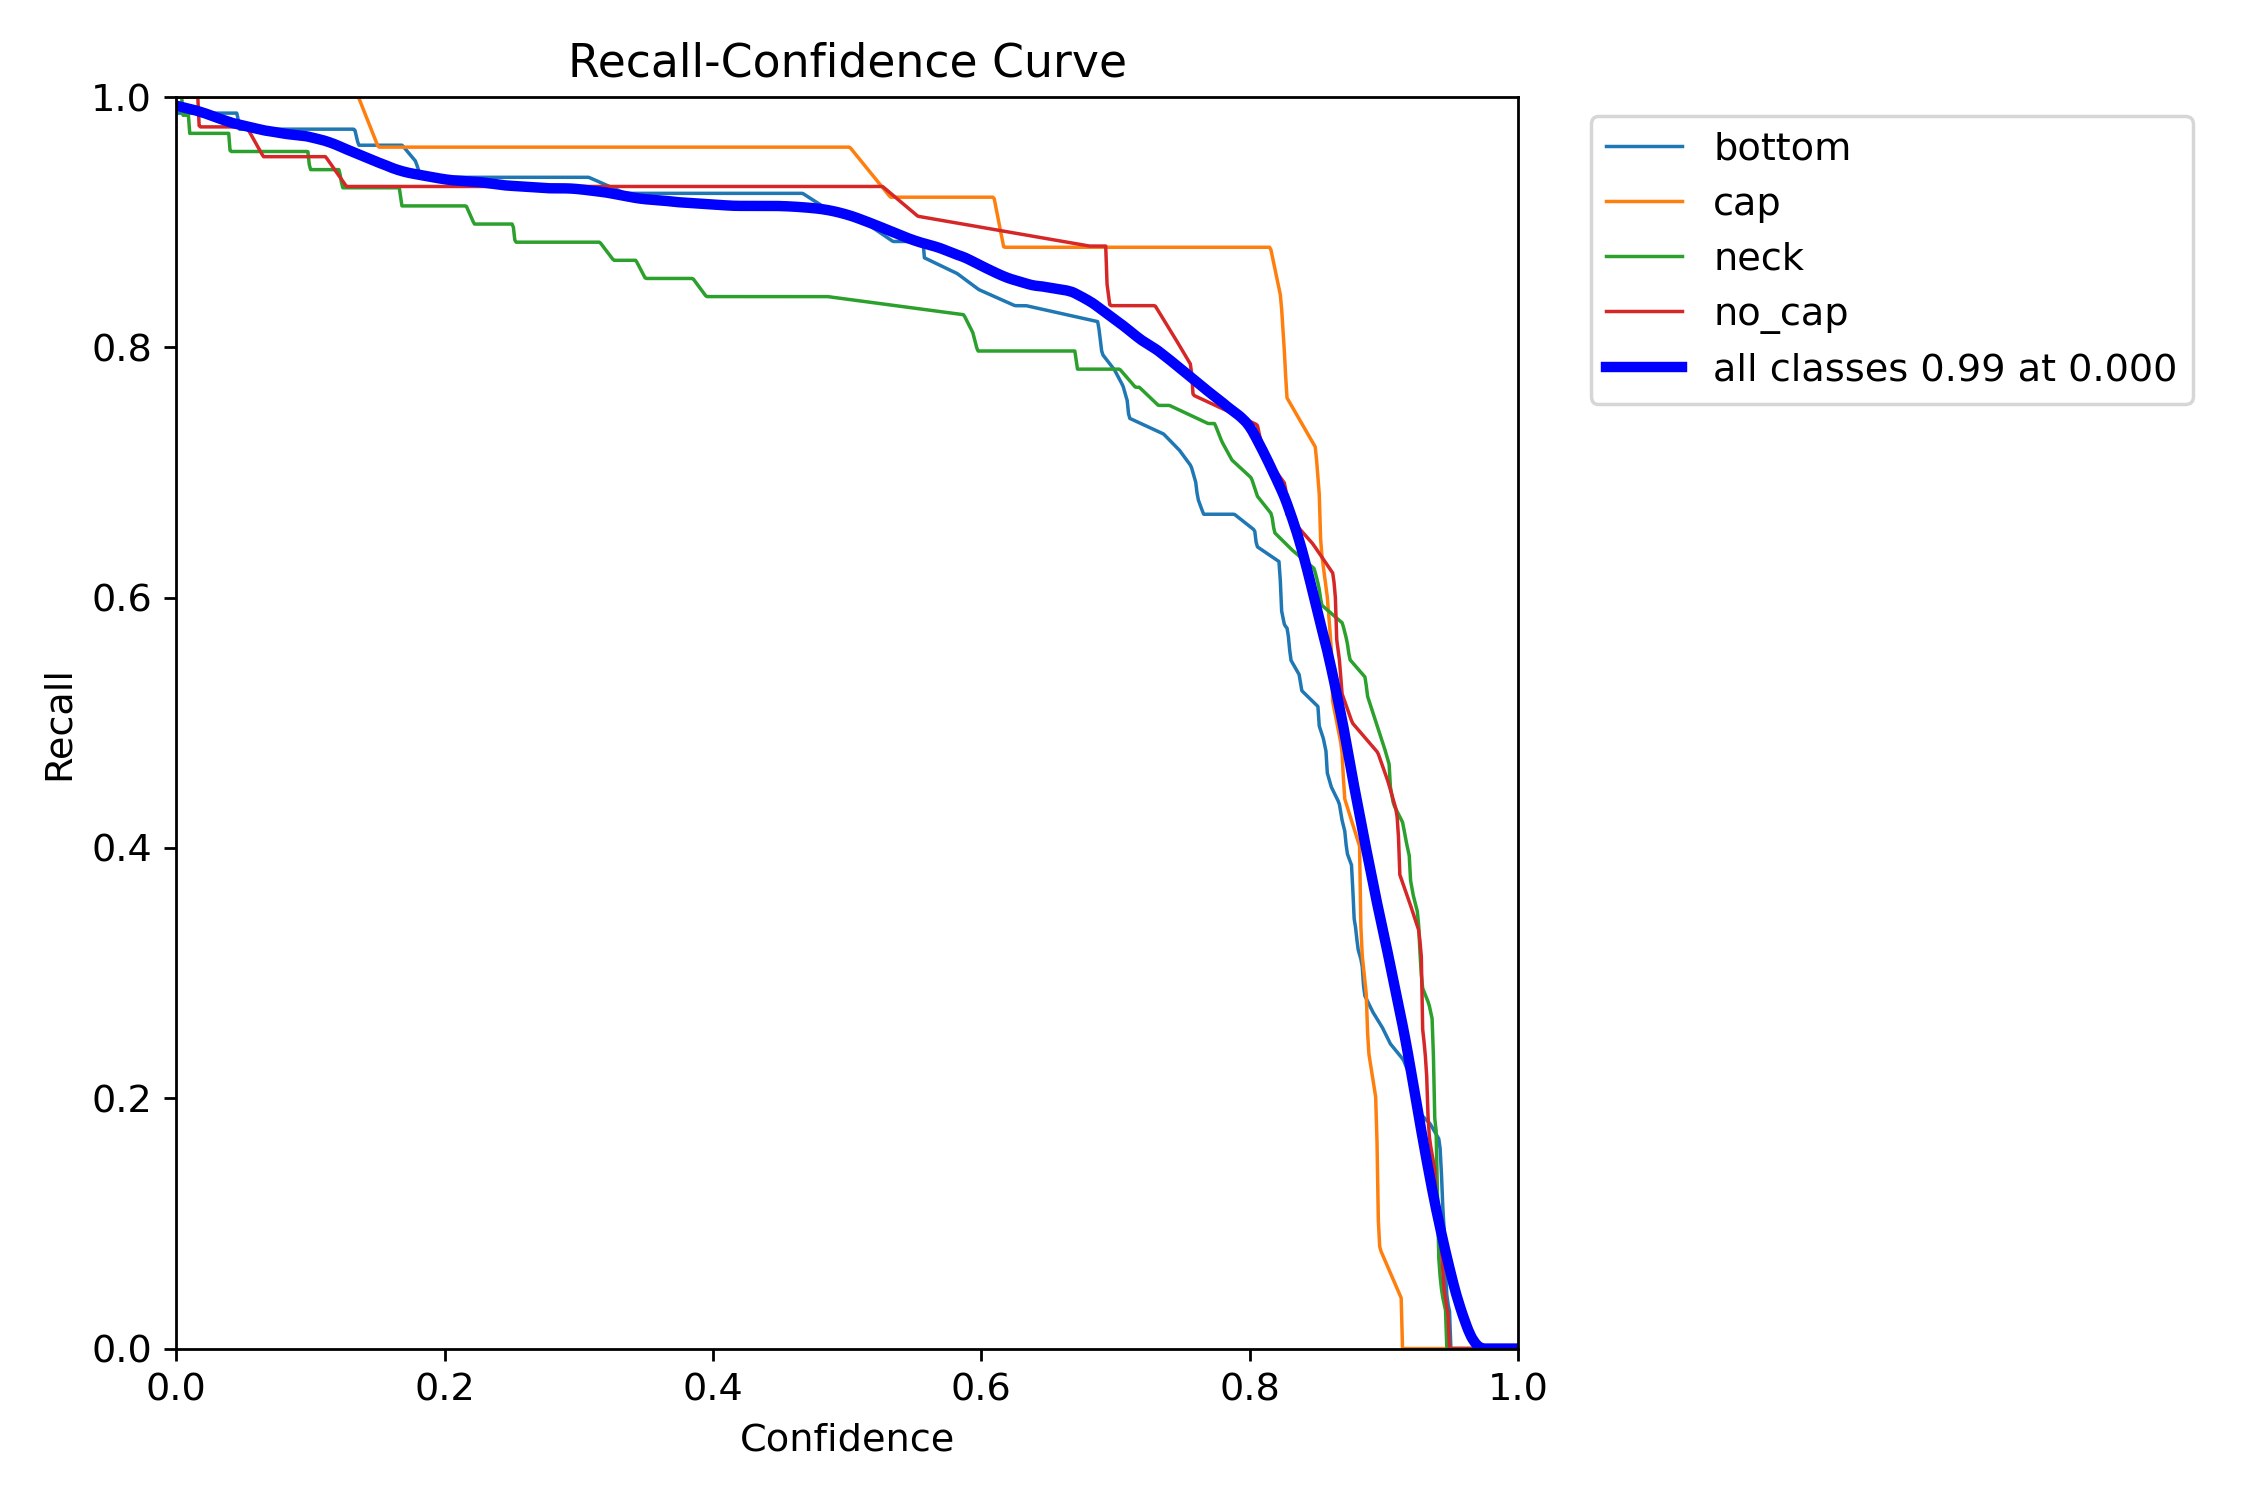 Recall-Confidence Curve
1.0
0.8
0.6
0.4
0.2
0.0
Recall
0.0 0.2 0.4 0.6 0.8 1.0
Confidence
bottom
cap
neck
no_cap
all classes 0.99 at 0.000